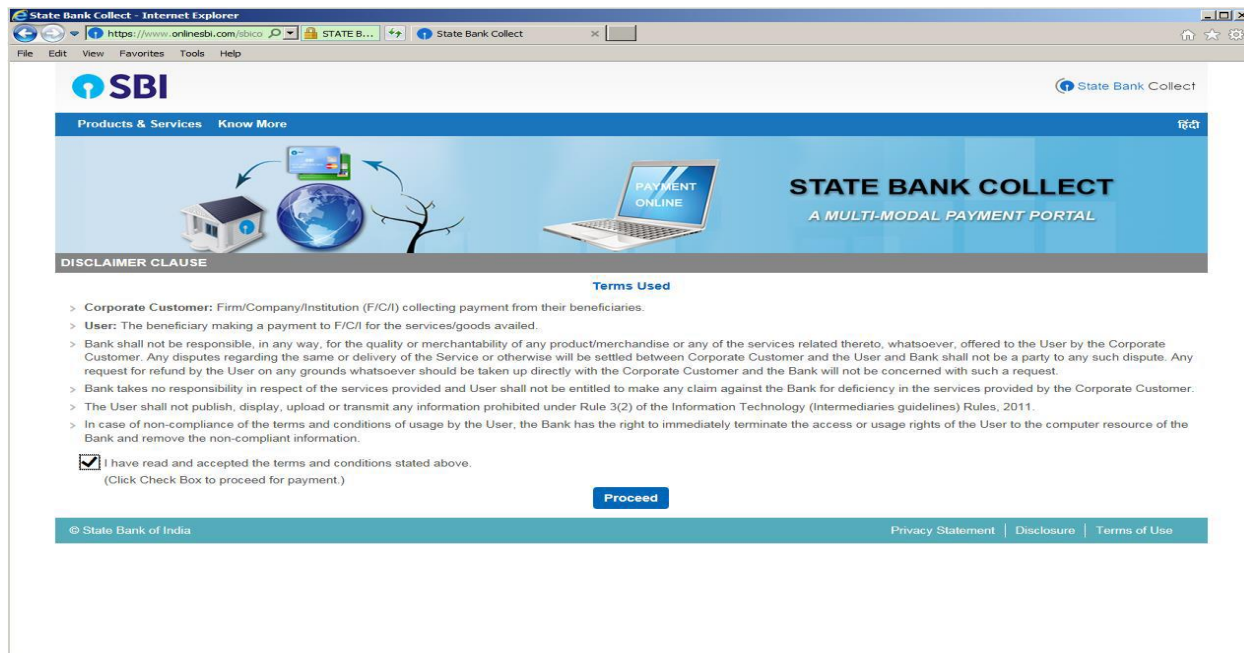 State Bank Collect - Internet Explorer
https://www.onlinesbi.com/sbico
STATE B...
State Bank Collect
File Edit View Favorites Tools Help
SBI
State Bank Collect
Products & Services Know More
हिंदी
PAYMENT
ONLINE
STATE BANK COLLECT
A MULTI-MODAL PAYMENT PORTAL
DISCLAIMER CLAUSE
Terms Used
> Corporate Customer: Firm/Company/Institution (F/C/I) collecting payment from their beneficiaries.
> User: The beneficiary making a payment to F/C/I for the services/goods availed.
> Bank shall not be responsible, in any way, for the quality or merchantability of any product/merchandise or any of the services related thereto, whatsoever, offered to the User by the Corporate
Customer. Any disputes regarding the same or delivery of the Service or otherwise will be settled between Corporate Customer and the User and Bank shall not be a party to any such dispute. Any
request for refund by the User on any grounds whatsoever should be taken up directly with the Corporate Customer and the Bank will not be concerned with such a request.
> Bank takes no responsibility in respect of the services provided and User shall not be entitled to make any claim against the Bank for deficiency in the services provided by the Corporate Customer.
> The User shall not publish, display, upload or transmit any information prohibited under Rule 3(2) of the Information Technology (Intermediaries guidelines) Rules, 2011.
> In case of non-compliance of the terms and conditions of usage by the User, the Bank has the right to immediately terminate the access or usage rights of the User to the computer resource of the
Bank and remove the non-compliant information.
I have read and accepted the terms and conditions stated above.
(Click Check Box to proceed for payment.)
Proceed
© State Bank of India
Privacy Statement | Disclosure | Terms of Use